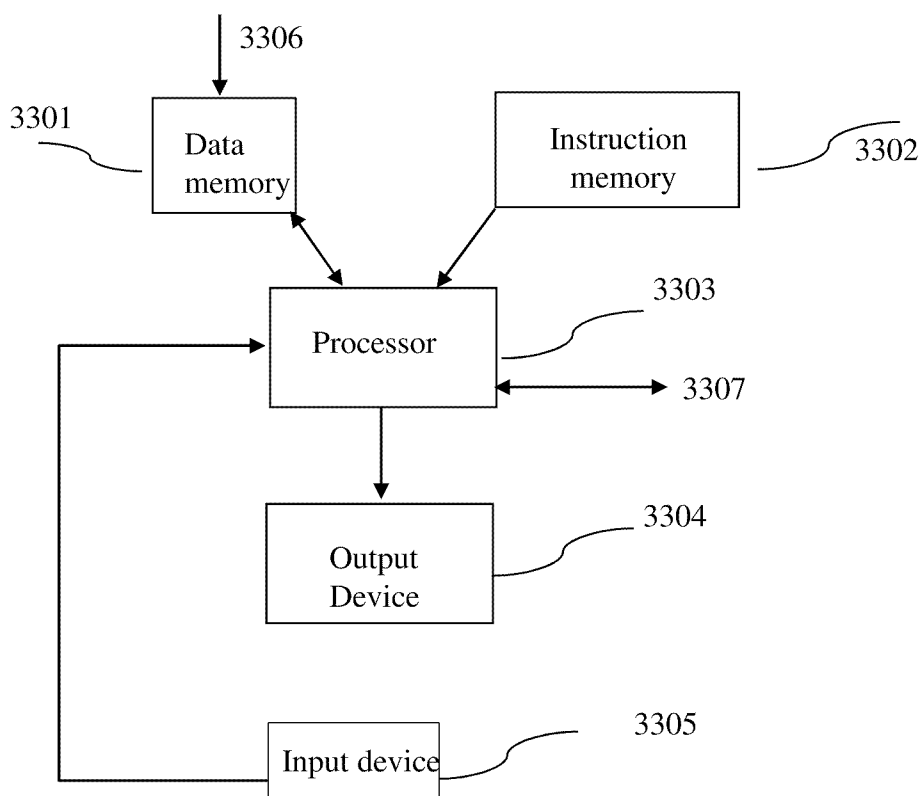 3306
3301
Data
memory
Instruction
memory
3302
3303
Processor
3307
3304
Output
Device
3305
Input device